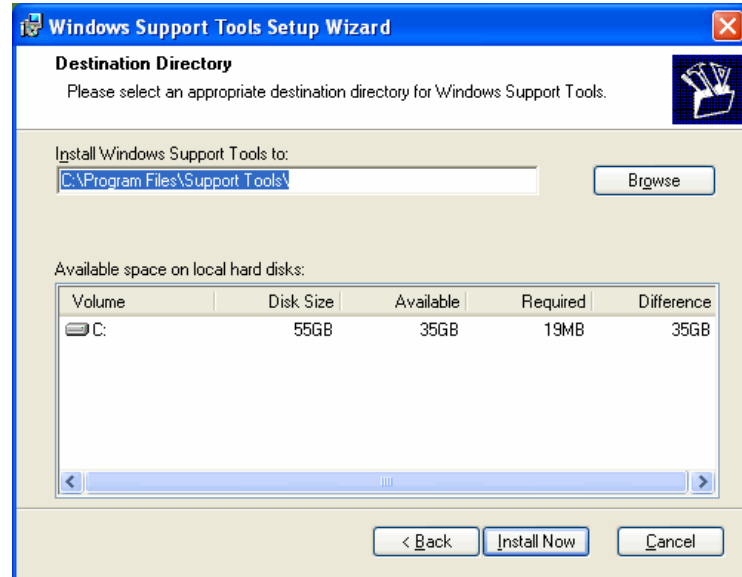 Windows Support Tools Setup Wizard
Destination Directory
Please select an appropriate destination directory for Windows Support Tools.
Install Windows Support Tools to:
C:\Program Files\Support Tools\
Browse
Available space on local hard disks:
Volume Disk Size Available Required Difference
C: 55GB 35GB 19MB 35GB
< Back Install Now Cancel